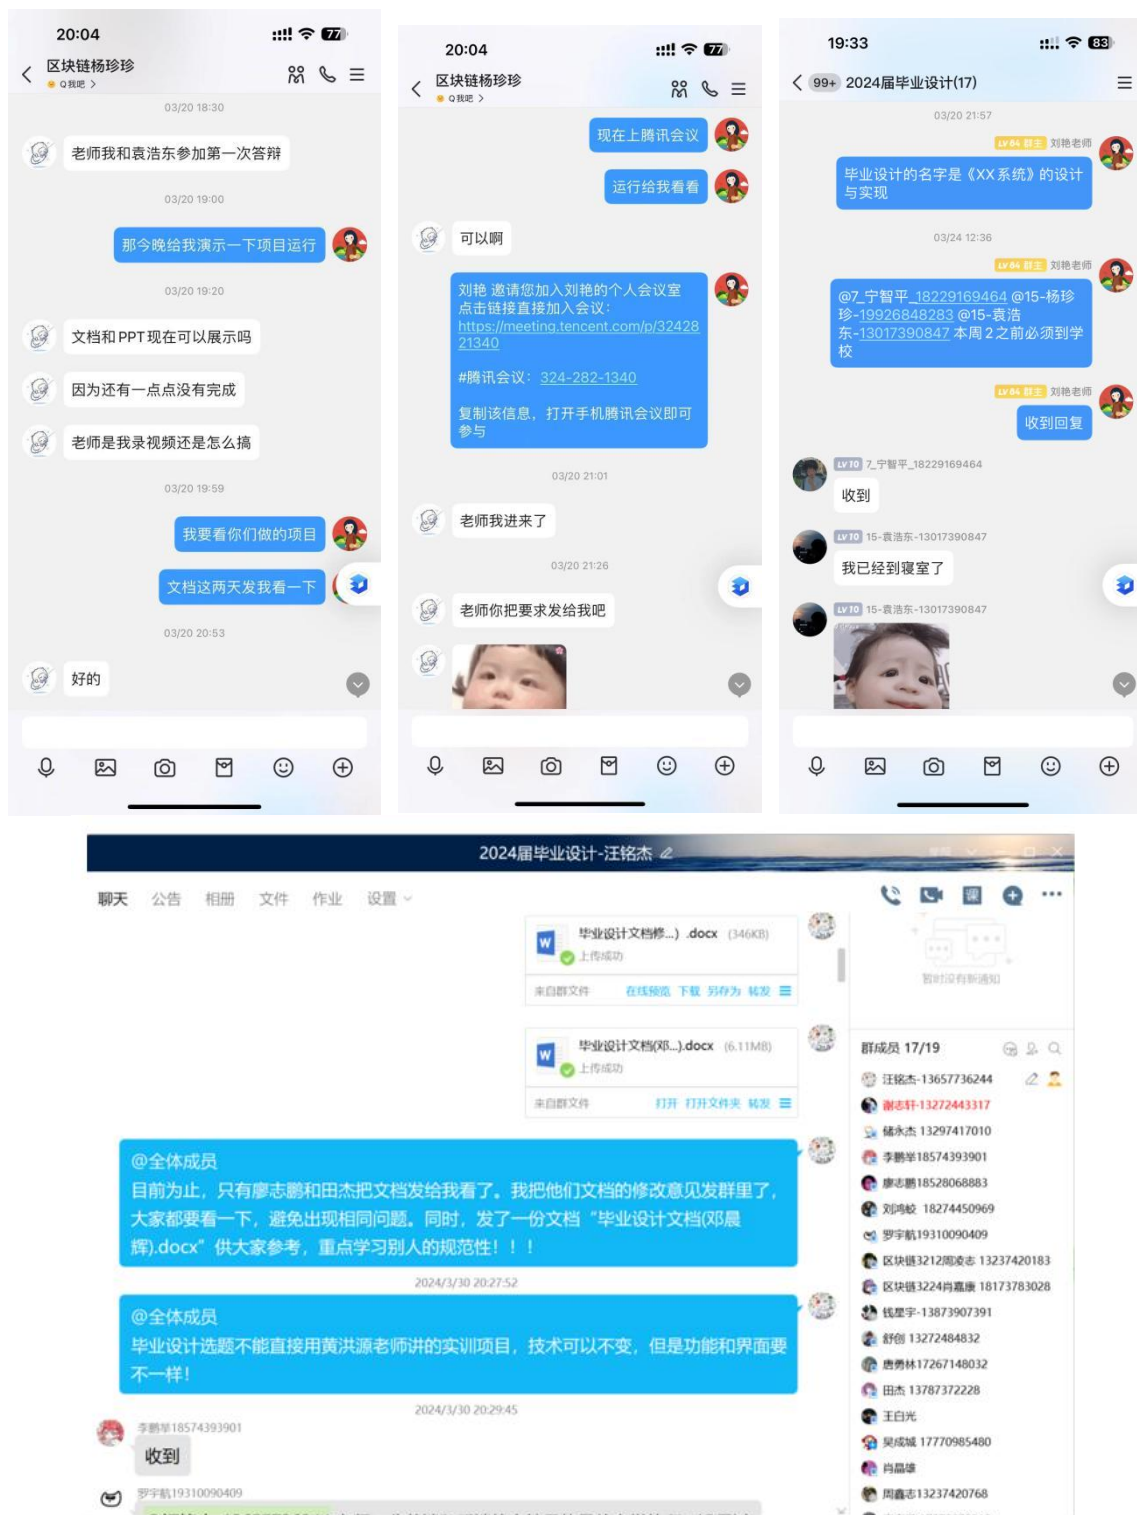 20:04
77
区块链杨珍珍
Q我吧 >
03/20 18:30
老师我和袁浩东参加第一次答辩
03/20 19:00
那今晚给我演示一下项目运行
03/20 19:20
文档和PPT现在可以展示吗
因为还有一点点没有完成
老师是我录视频还是怎么搞
03/20 19:59
我要看你们做的项目
文档这两天发我看一下
03/20 20:53
好的
20:04
77
区块链杨珍珍
Q我吧 >
现在上腾讯会议
运行给我看看
可以啊
刘艳 邀请您加入刘艳的个人会议室
点击链接直接加入会议：
https://meeting.tencent.com/p/32428
21340
#腾讯会议：324-282-1340
复制该信息，打开手机腾讯会议即可
参与
03/20 21:01
老师我进来了
03/20 21:26
老师你把要求发给我吧
19:33
83
99+ 2024届毕业设计(17)
03/20 21:57
LV64 群主 刘艳老师
毕业设计的名字是《XX系统》的设计
与实现
03/24 12:36
LV64 群主 刘艳老师
@7_宁智平_18229169464 @15-杨珍
珍-19926848283 @15-袁浩
东-13017390847 本周2之前必须到学
校
LV64 群主 刘艳老师
收到回复
LV10 7_宁智平_18229169464
收到
LV10 15-袁浩东-13017390847
我已经到寝室了
LV10 15-袁浩东-13017390847
2024届毕业设计-汪铭杰
聊天 公告 相册 文件 作业 设置
课
毕业设计文档修...) .docx (346KB)
上传成功
来自群文件 在线预览 下载 另存为 转发
毕业设计文档(邓...).docx (6.11MB)
上传成功
来自群文件 打开 打开文件夹 转发
@全体成员
目前为止，只有廖志鹏和田杰把文档发给我看了。我把他们文档的修改意见发群里了，
大家都要看一下，避免出现相同问题。同时，发了一份文档“毕业设计文档(邓晨
辉).docx”供大家参考，重点学习别人的规范性！！！
2024/3/30 20:27:52
@全体成员
毕业设计选题不能直接用黄洪源老师讲的实训项目，技术可以不变，但是功能和界面要
不一样！
2024/3/30 20:29:45
李鹏举18574393901
收到
罗宇航19310090409
暂时没有新通知
群成员 17/19
汪铭杰-13657736244
谢志轩-13272443317
储永杰 13297417010
李鹏举18574393901
廖志鹏18528068883
刘鸿皎 18274450969
罗宇航19310090409
区块链3212周凌志 13237420183
区块链3224肖嘉康 18173783028
钱星宇-13873907391
舒创 13272484832
唐勇林17267148032
田杰 13787372228
王白光
吴成城 17770985480
肖晶雄
周鑫志13237420768